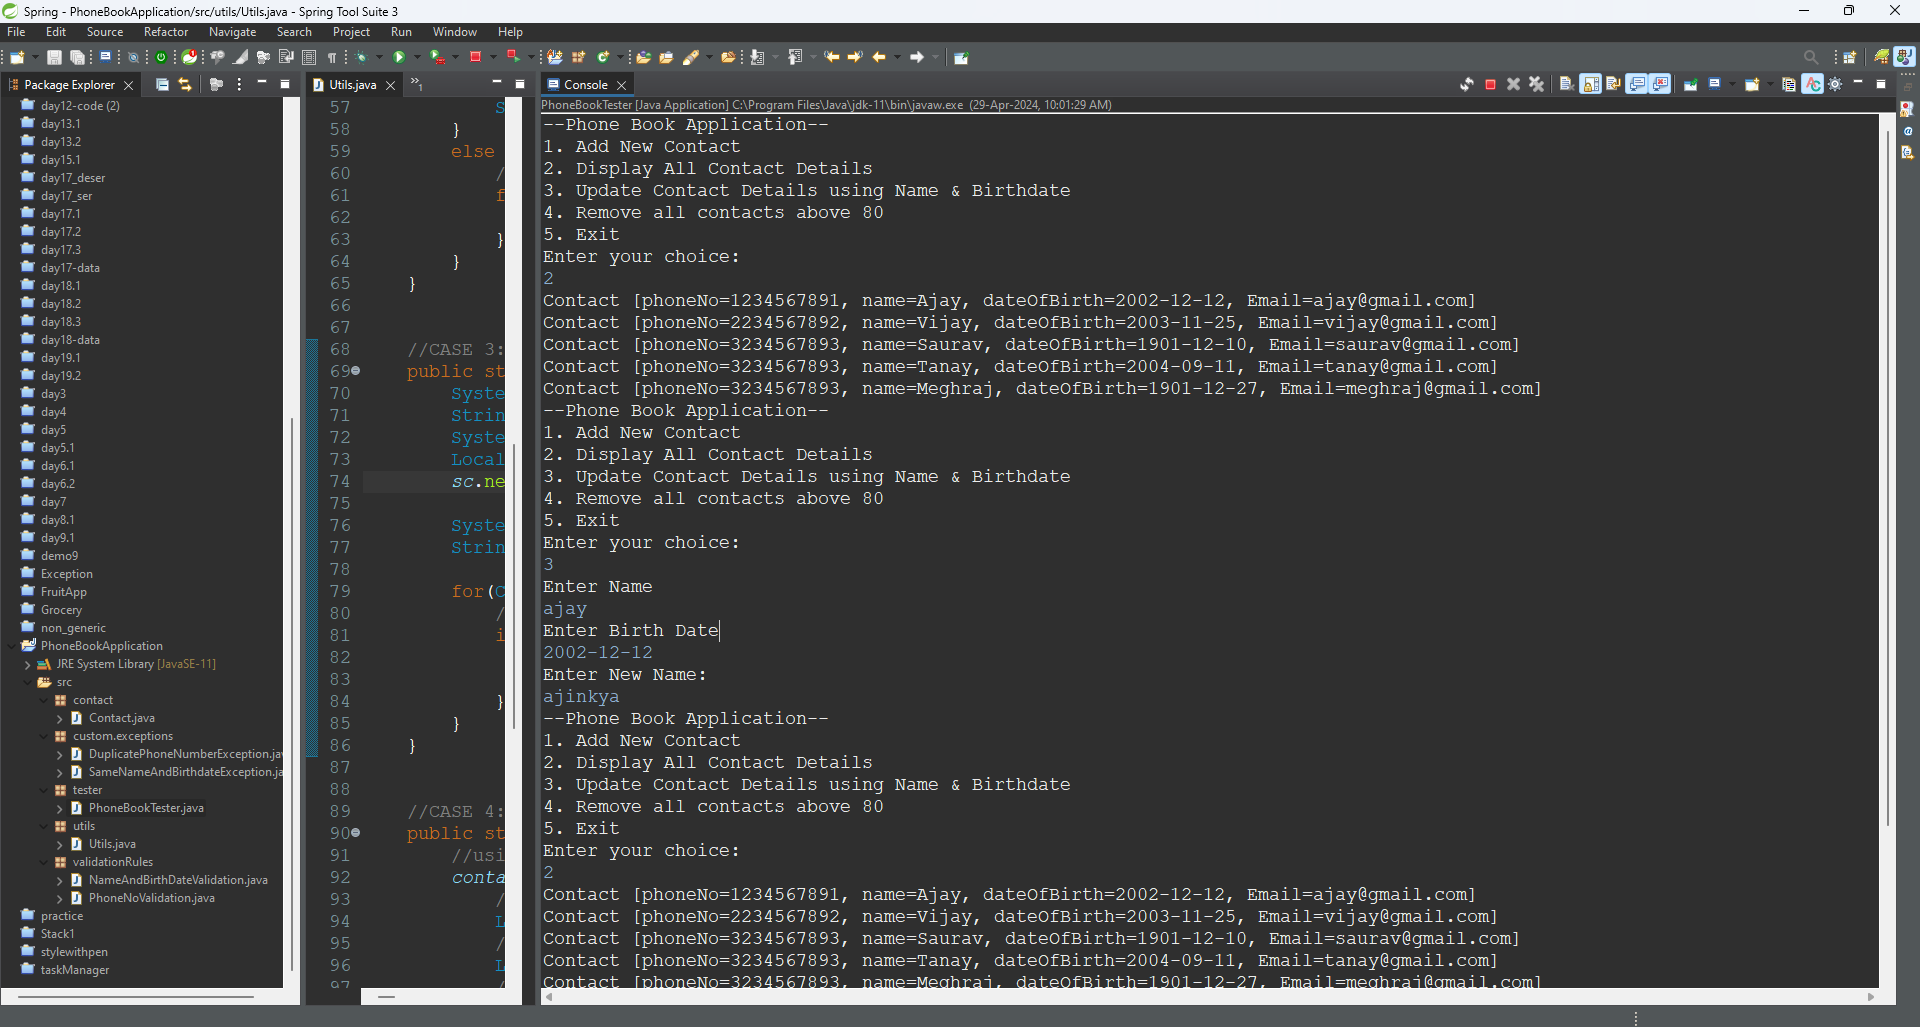 Spring - PhoneBookApplication/src/utils/Utils.java - Spring Tool Suite 3
File Edit Source Refactor Navigate Search Project Run Window Help
Package Explorer
day12-code (2)
day13.1
day13.2
day15.1
day17_deser
day17_ser
day17.1
day17.2
day17.3
day17-data
day18.1
day18.2
day18.3
day18-data
day19.1
day19.2
day3
day4
day5
day5.1
day6.1
day6.2
day7
day8.1
day9.1
demo9
Exception
FruitApp
Grocery
non_generic
PhoneBookApplication
JRE System Library [JavaSE-11]
src
contact
Contact.java
custom.exceptions
DuplicatePhoneNumberException.ja
SameNameAndBirthdateException.ja
tester
PhoneBookTester.java
utils
Utils.java
validationRules
NameAndBirthDateValidation.java
PhoneNoValidation.java
practice
Stack1
stylewithpen
taskManager
Utils.java
57 S
58 }
59 else
60 /
61 f
62
63 }
64 }
65 }
66
67
68 //CASE 3:
69 public st
70 Syste
71 Strin
72 Syste
73 Local
74 sc.ne
75
76 Syste
77 Strin
78
79 for(C
80 /
81 i
82
83
84 }
85 }
86 }
87
88
89 //CASE 4:
90 public st
91 //usi
92 conta
93 /
94 L
95 /
96 L
97
Console
PhoneBookTester [Java Application] C:\Program Files\Java\jdk-11\bin\javaw.exe (29-Apr-2024, 10:01:29 AM)
--Phone Book Application--
1. Add New Contact
2. Display All Contact Details
3. Update Contact Details using Name & Birthdate
4. Remove all contacts above 80
5. Exit
Enter your choice:
2
Contact [phoneNo=1234567891, name=Ajay, dateOfBirth=2002-12-12, Email=ajay@gmail.com]
Contact [phoneNo=2234567892, name=Vijay, dateOfBirth=2003-11-25, Email=vijay@gmail.com]
Contact [phoneNo=3234567893, name=Saurav, dateOfBirth=1901-12-10, Email=saurav@gmail.com]
Contact [phoneNo=3234567893, name=Tanay, dateOfBirth=2004-09-11, Email=tanay@gmail.com]
Contact [phoneNo=3234567893, name=Meghraj, dateOfBirth=1901-12-27, Email=meghraj@gmail.com]
--Phone Book Application--
1. Add New Contact
2. Display All Contact Details
3. Update Contact Details using Name & Birthdate
4. Remove all contacts above 80
5. Exit
Enter your choice:
3
Enter Name
ajay
Enter Birth Date
2002-12-12
Enter New Name:
ajinkya
--Phone Book Application--
1. Add New Contact
2. Display All Contact Details
3. Update Contact Details using Name & Birthdate
4. Remove all contacts above 80
5. Exit
Enter your choice:
2
Contact [phoneNo=1234567891, name=Ajay, dateOfBirth=2002-12-12, Email=ajay@gmail.com]
Contact [phoneNo=2234567892, name=Vijay, dateOfBirth=2003-11-25, Email=vijay@gmail.com]
Contact [phoneNo=3234567893, name=Saurav, dateOfBirth=1901-12-10, Email=saurav@gmail.com]
Contact [phoneNo=3234567893, name=Tanay, dateOfBirth=2004-09-11, Email=tanay@gmail.com]
Contact [phoneNo=3234567893, name=Meghraj, dateOfBirth=1901-12-27, Email=meghraj@gmail.com]